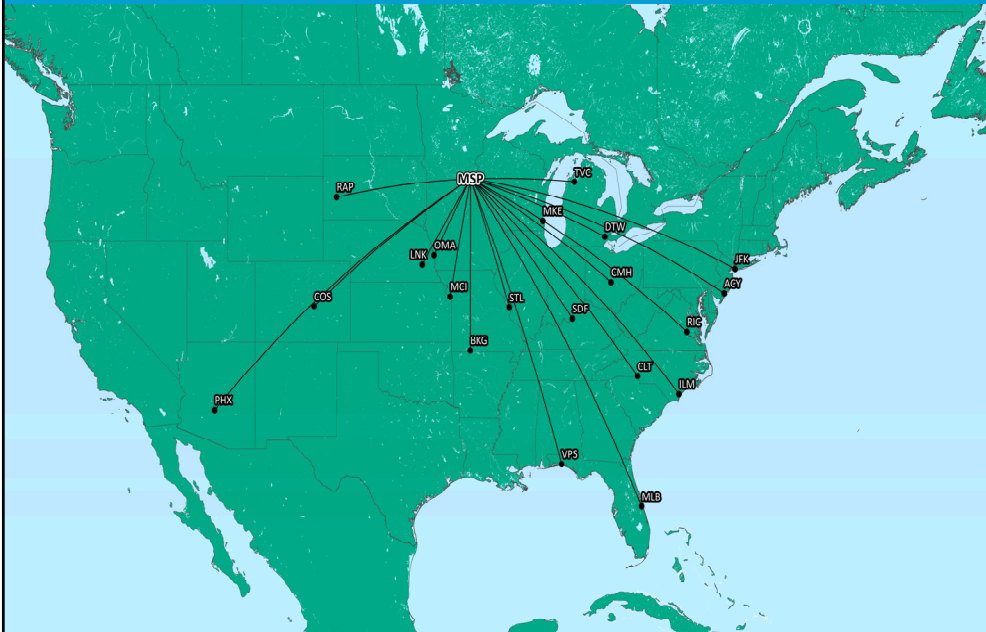 TVC
MSP
RAP
MKE
DTW
OMA
LNK
JFK
CMH
ACY
COS
MCI
STL
SDF
RIC
BKG
CLT
ILM
PHX
VPS
MLB